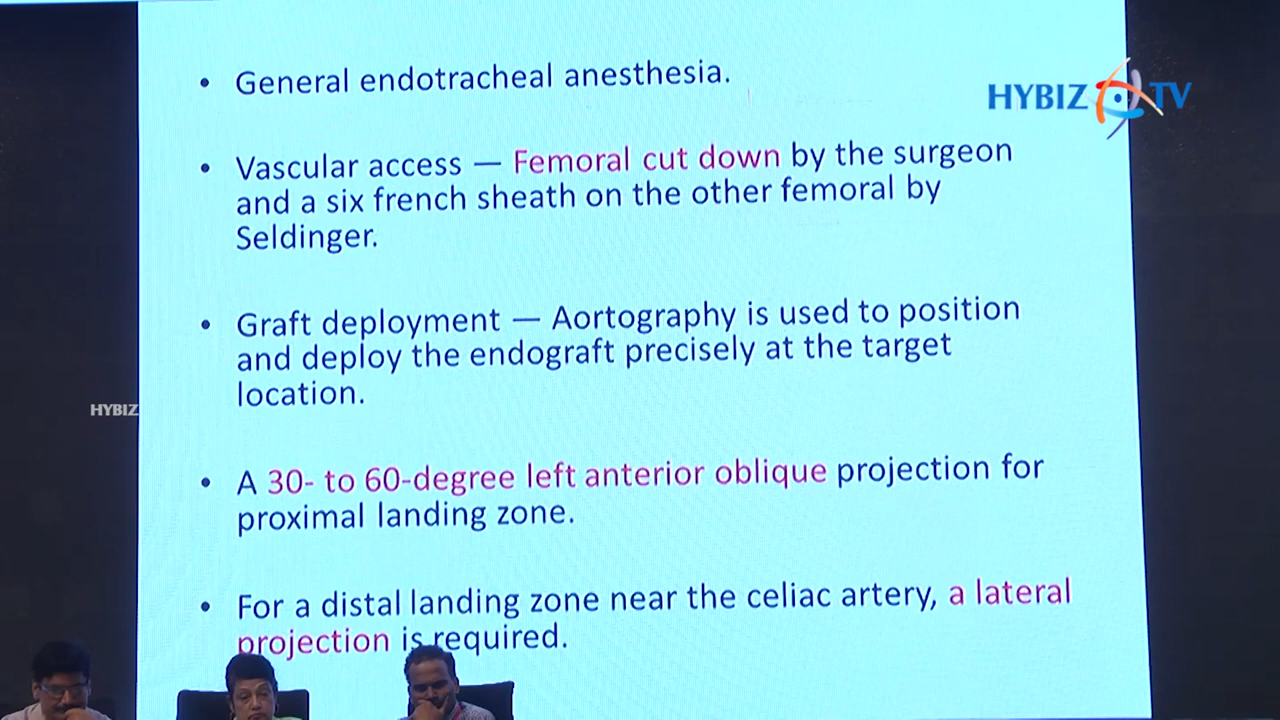 • General endotracheal anesthesia.
HYBIZ TV
• Vascular access — Femoral cut down by the surgeon
and a six french sheath on the other femoral by
Seldinger.
• Graft deployment — Aortography is used to position
and deploy the endograft precisely at the target
location.
HYBIZ
• A 30- to 60-degree left anterior oblique projection for
proximal landing zone.
• For a distal landing zone near the celiac artery, a lateral
projection is required.